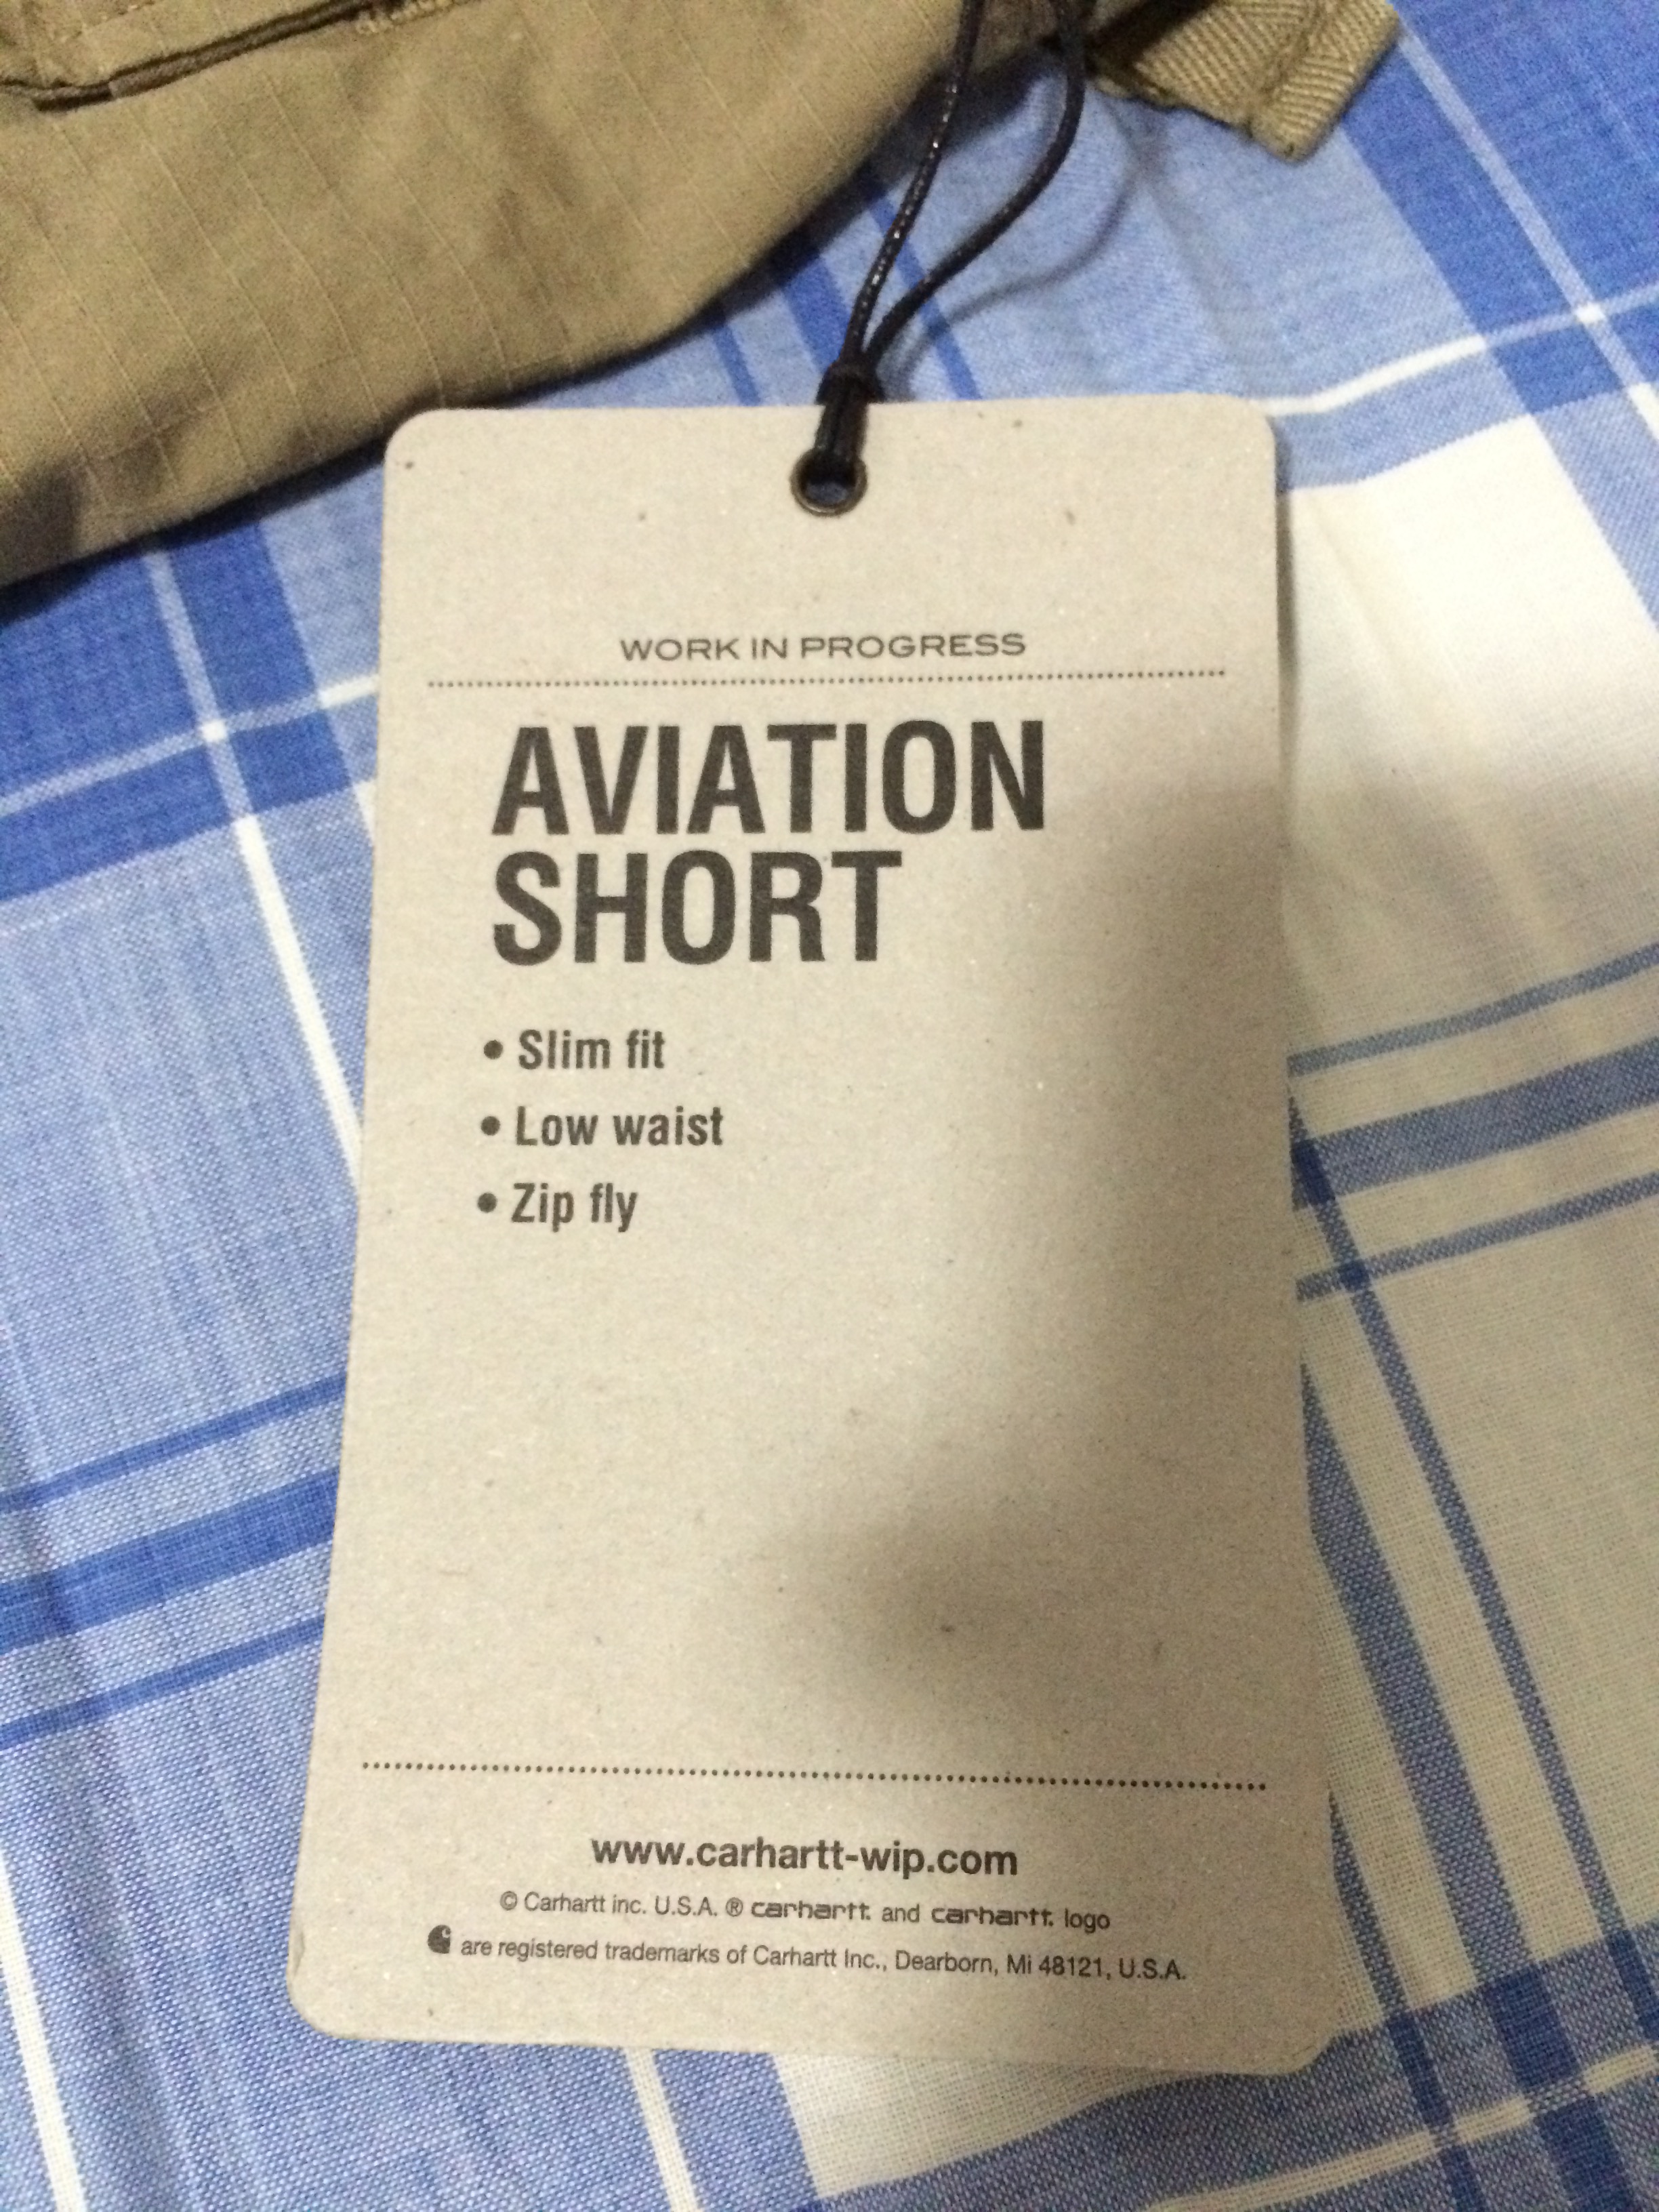 WORK IN PROGRESS
AVIATION
SHORT
• Slim fit
• Low waist
• Zip fly
www.carhartt-wip.com
© Carhartt inc. U.S.A. ® carhartt. and carhartt. logo
are registered trademarks of Carhartt Inc., Dearborn, Mi 48121, U.S.A.